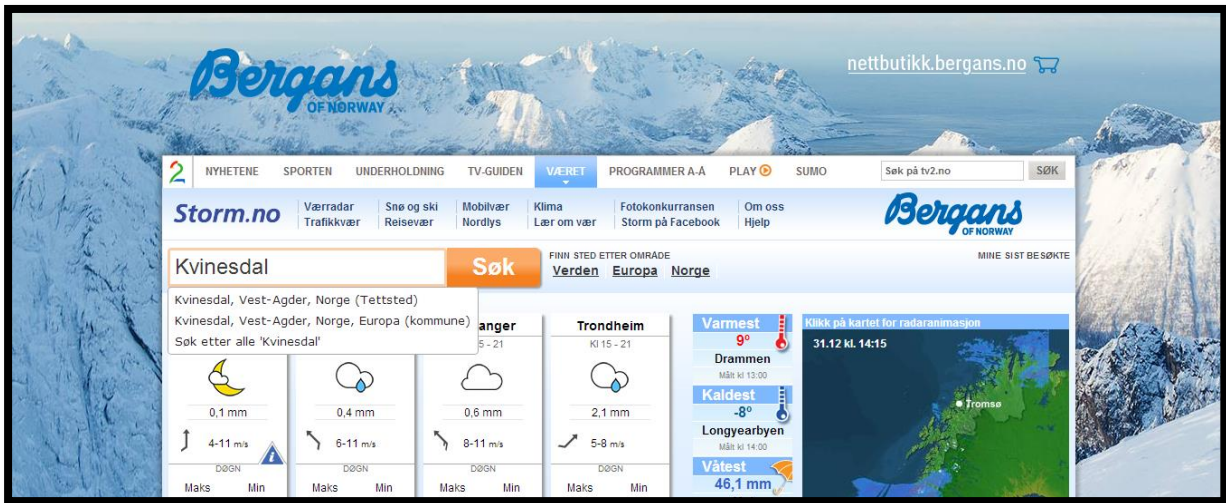 Bergans
OF NORWAY
nettbutikk.bergans.no
2 NYHETENE SPORTEN UNDERHOLDNING TV-GUIDEN VÆRET PROGRAMMER A-Å PLAY SUMO Søk på tv2.no SØK
Storm.no
Værradar Snø og ski Mobilvær Klima Fotokonkurransen Om oss
Trafikkvær Reisevær Nordlys Lær om vær Storm på Facebook Hjelp
Bergans
OF NORWAY
Kvinesdal Søk
FINN STED ETTER OMRÅDE
Verden Europa Norge
MINE SIST BESØKTE
Kvinesdal, Vest-Agder, Norge (Tettsted)
Kvinesdal, Vest-Agder, Norge, Europa (kommune)
Søk etter alle 'Kvinesdal'
anger Trondheim
5 - 21 Kl 15 - 21
0,1 mm 0,4 mm 0,6 mm 2,1 mm
4-11 m/s 6-11 m/s 8-11 m/s 5-8 m/s
i
DØGN DØGN DØGN DØGN
Maks Min Maks Min Maks Min Maks Min
Varmest
9°
Drammen
Målt kl 13:00
Kaldest
-8°
Longyearbyen
Målt kl 14:00
Våtest
46,1 mm
Klikk på kartet for radaranimasjon
31.12 kl. 14:15
Tromsø